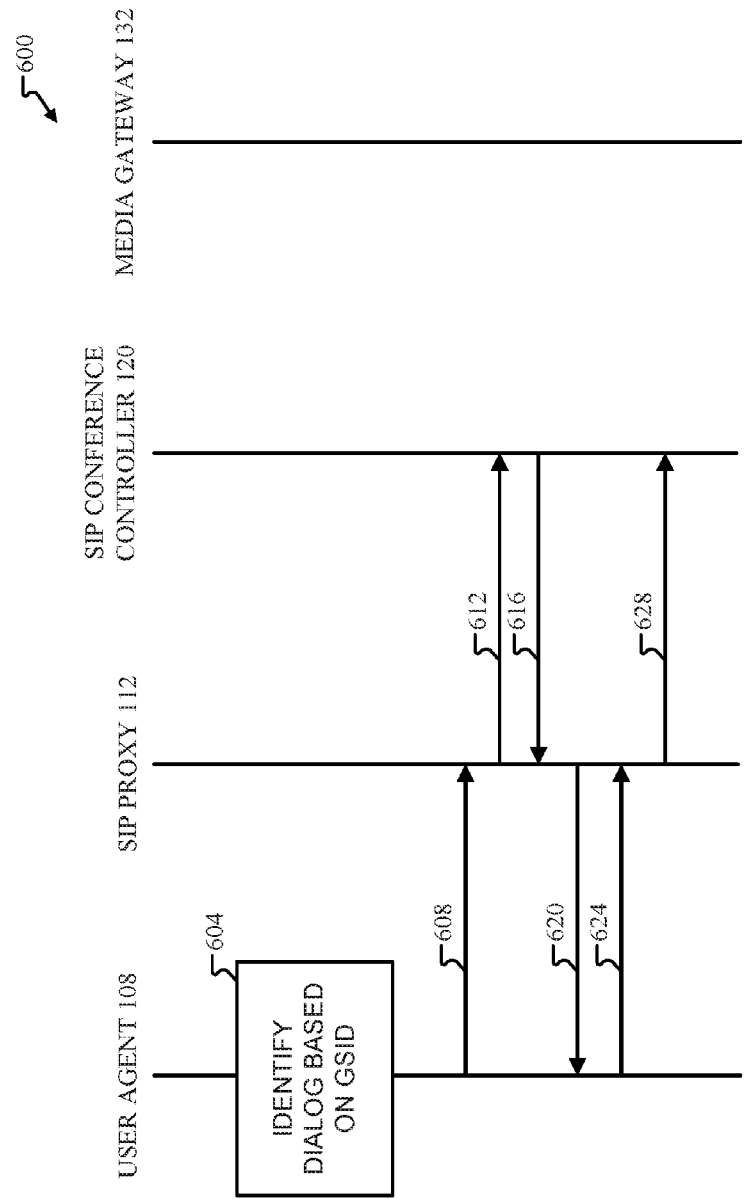 600
USER AGENT 108
SIP PROXY 112
SIP CONFERENCE
CONTROLLER 120
MEDIA GATEWAY 132
604
IDENTIFY
DIALOG BASED
ON GSID
608
612
616
620
624
628